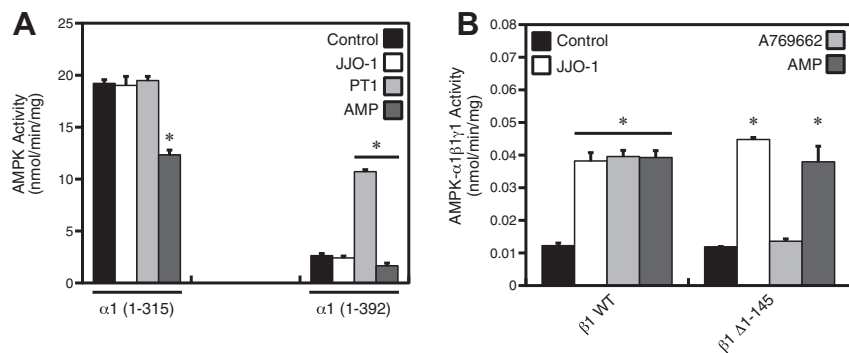 A
AMPK Activity
(nmol/min/mg)
25
20
15
10
5
0
Control
JJO-1
PT1
AMP
*
*
α1 (1-315)
α1 (1-392)
B
AMPK-α1β1γ1 Activity
(nmol/min/mg)
0.08
0.07
0.06
0.05
0.04
0.03
0.02
0.01
0.00
Control
JJO-1
A769662
AMP
*
*
*
β1 WT
β1 Δ1-145